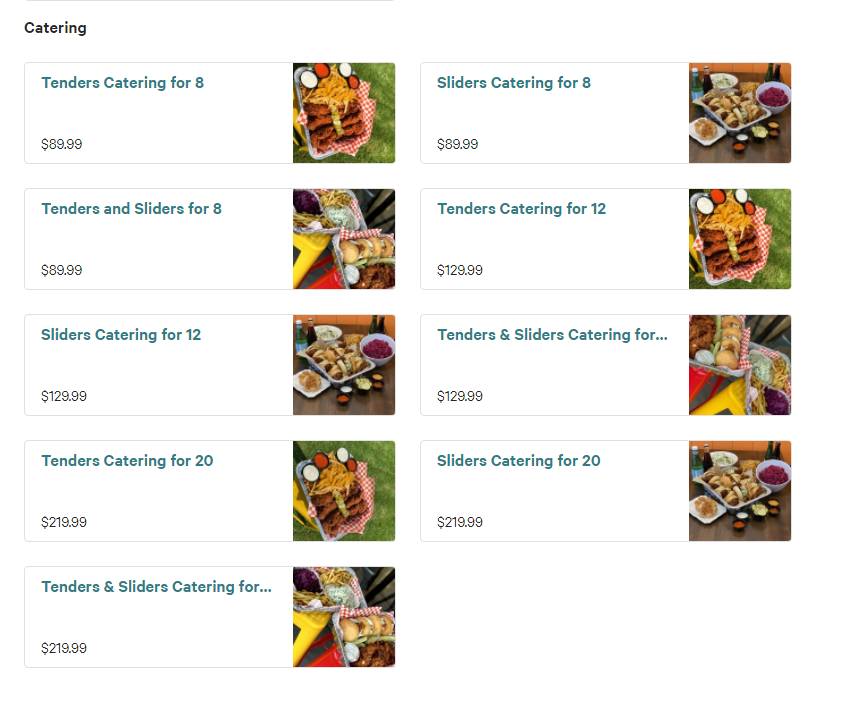 Catering
Tenders Catering for 8
$89.99
Sliders Catering for 8
$89.99
Tenders and Sliders for 8
$89.99
Tenders Catering for 12
$129.99
Sliders Catering for 12
$129.99
Tenders & Sliders Catering for...
$129.99
Tenders Catering for 20
$219.99
Sliders Catering for 20
$219.99
Tenders & Sliders Catering for...
$219.99